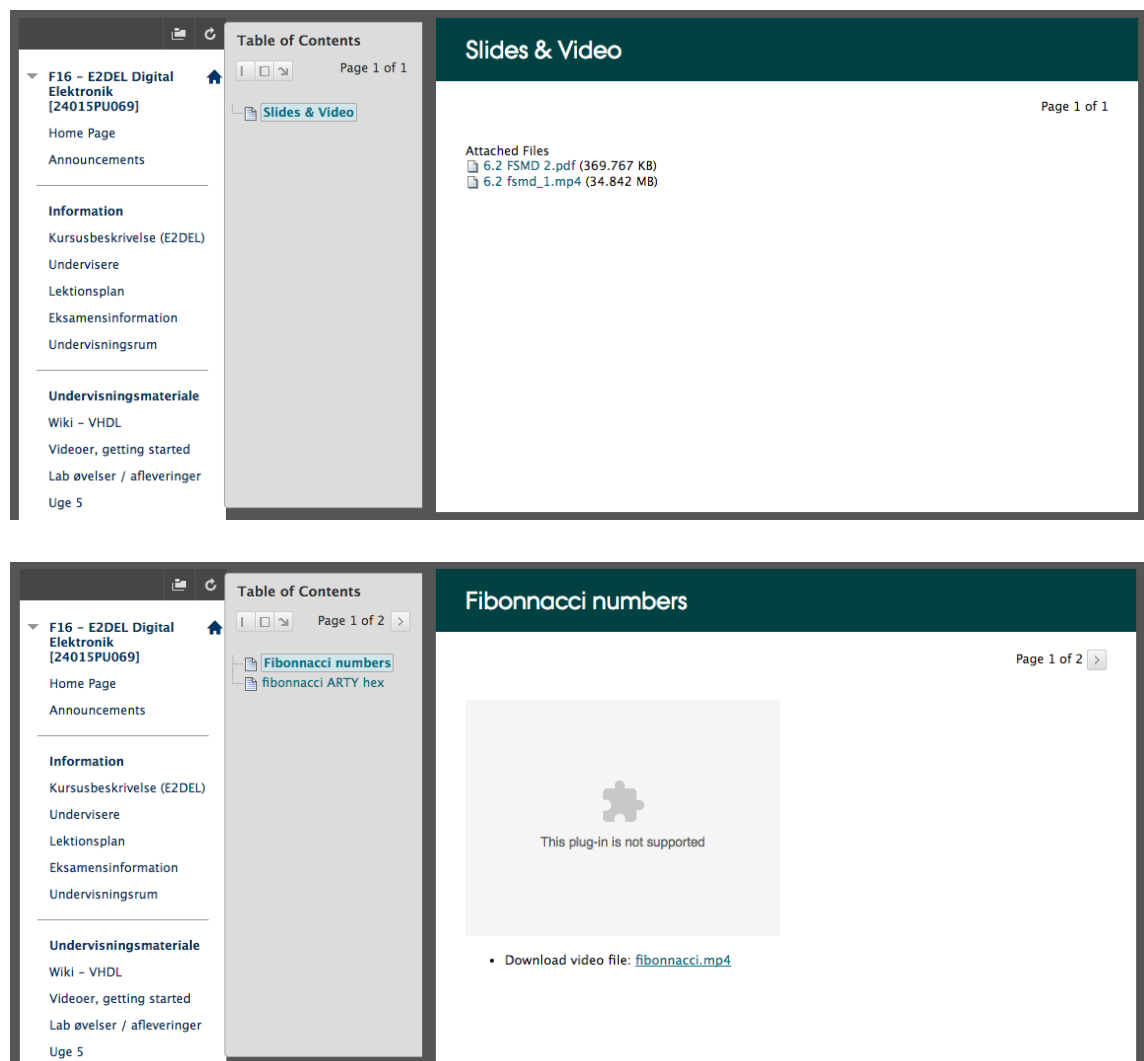 F16 – E2DEL Digital
Elektronik
[24015PU069]
Home Page
Announcements
Information
Kursusbeskrivelse (E2DEL)
Undervisere
Lektionsplan
Eksamensinformation
Undervisningsrum
Undervisningsmateriale
Wiki – VHDL
Videoer, getting started
Lab øvelser / afleveringer
Uge 5
Table of Contents
Page 1 of 1
Slides & Video
Slides & Video
Page 1 of 1
Attached Files
6.2 FSMD 2.pdf (369.767 KB)
6.2 fsmd_1.mp4 (34.842 MB)
F16 – E2DEL Digital
Elektronik
[24015PU069]
Home Page
Announcements
Information
Kursusbeskrivelse (E2DEL)
Undervisere
Lektionsplan
Eksamensinformation
Undervisningsrum
Undervisningsmateriale
Wiki – VHDL
Videoer, getting started
Lab øvelser / afleveringer
Uge 5
Table of Contents
Page 1 of 2 >
Fibonnacci numbers
fibonnacci ARTY hex
Fibonnacci numbers
Page 1 of 2 >
This plug-in is not supported
• Download video file: fibonnacci.mp4